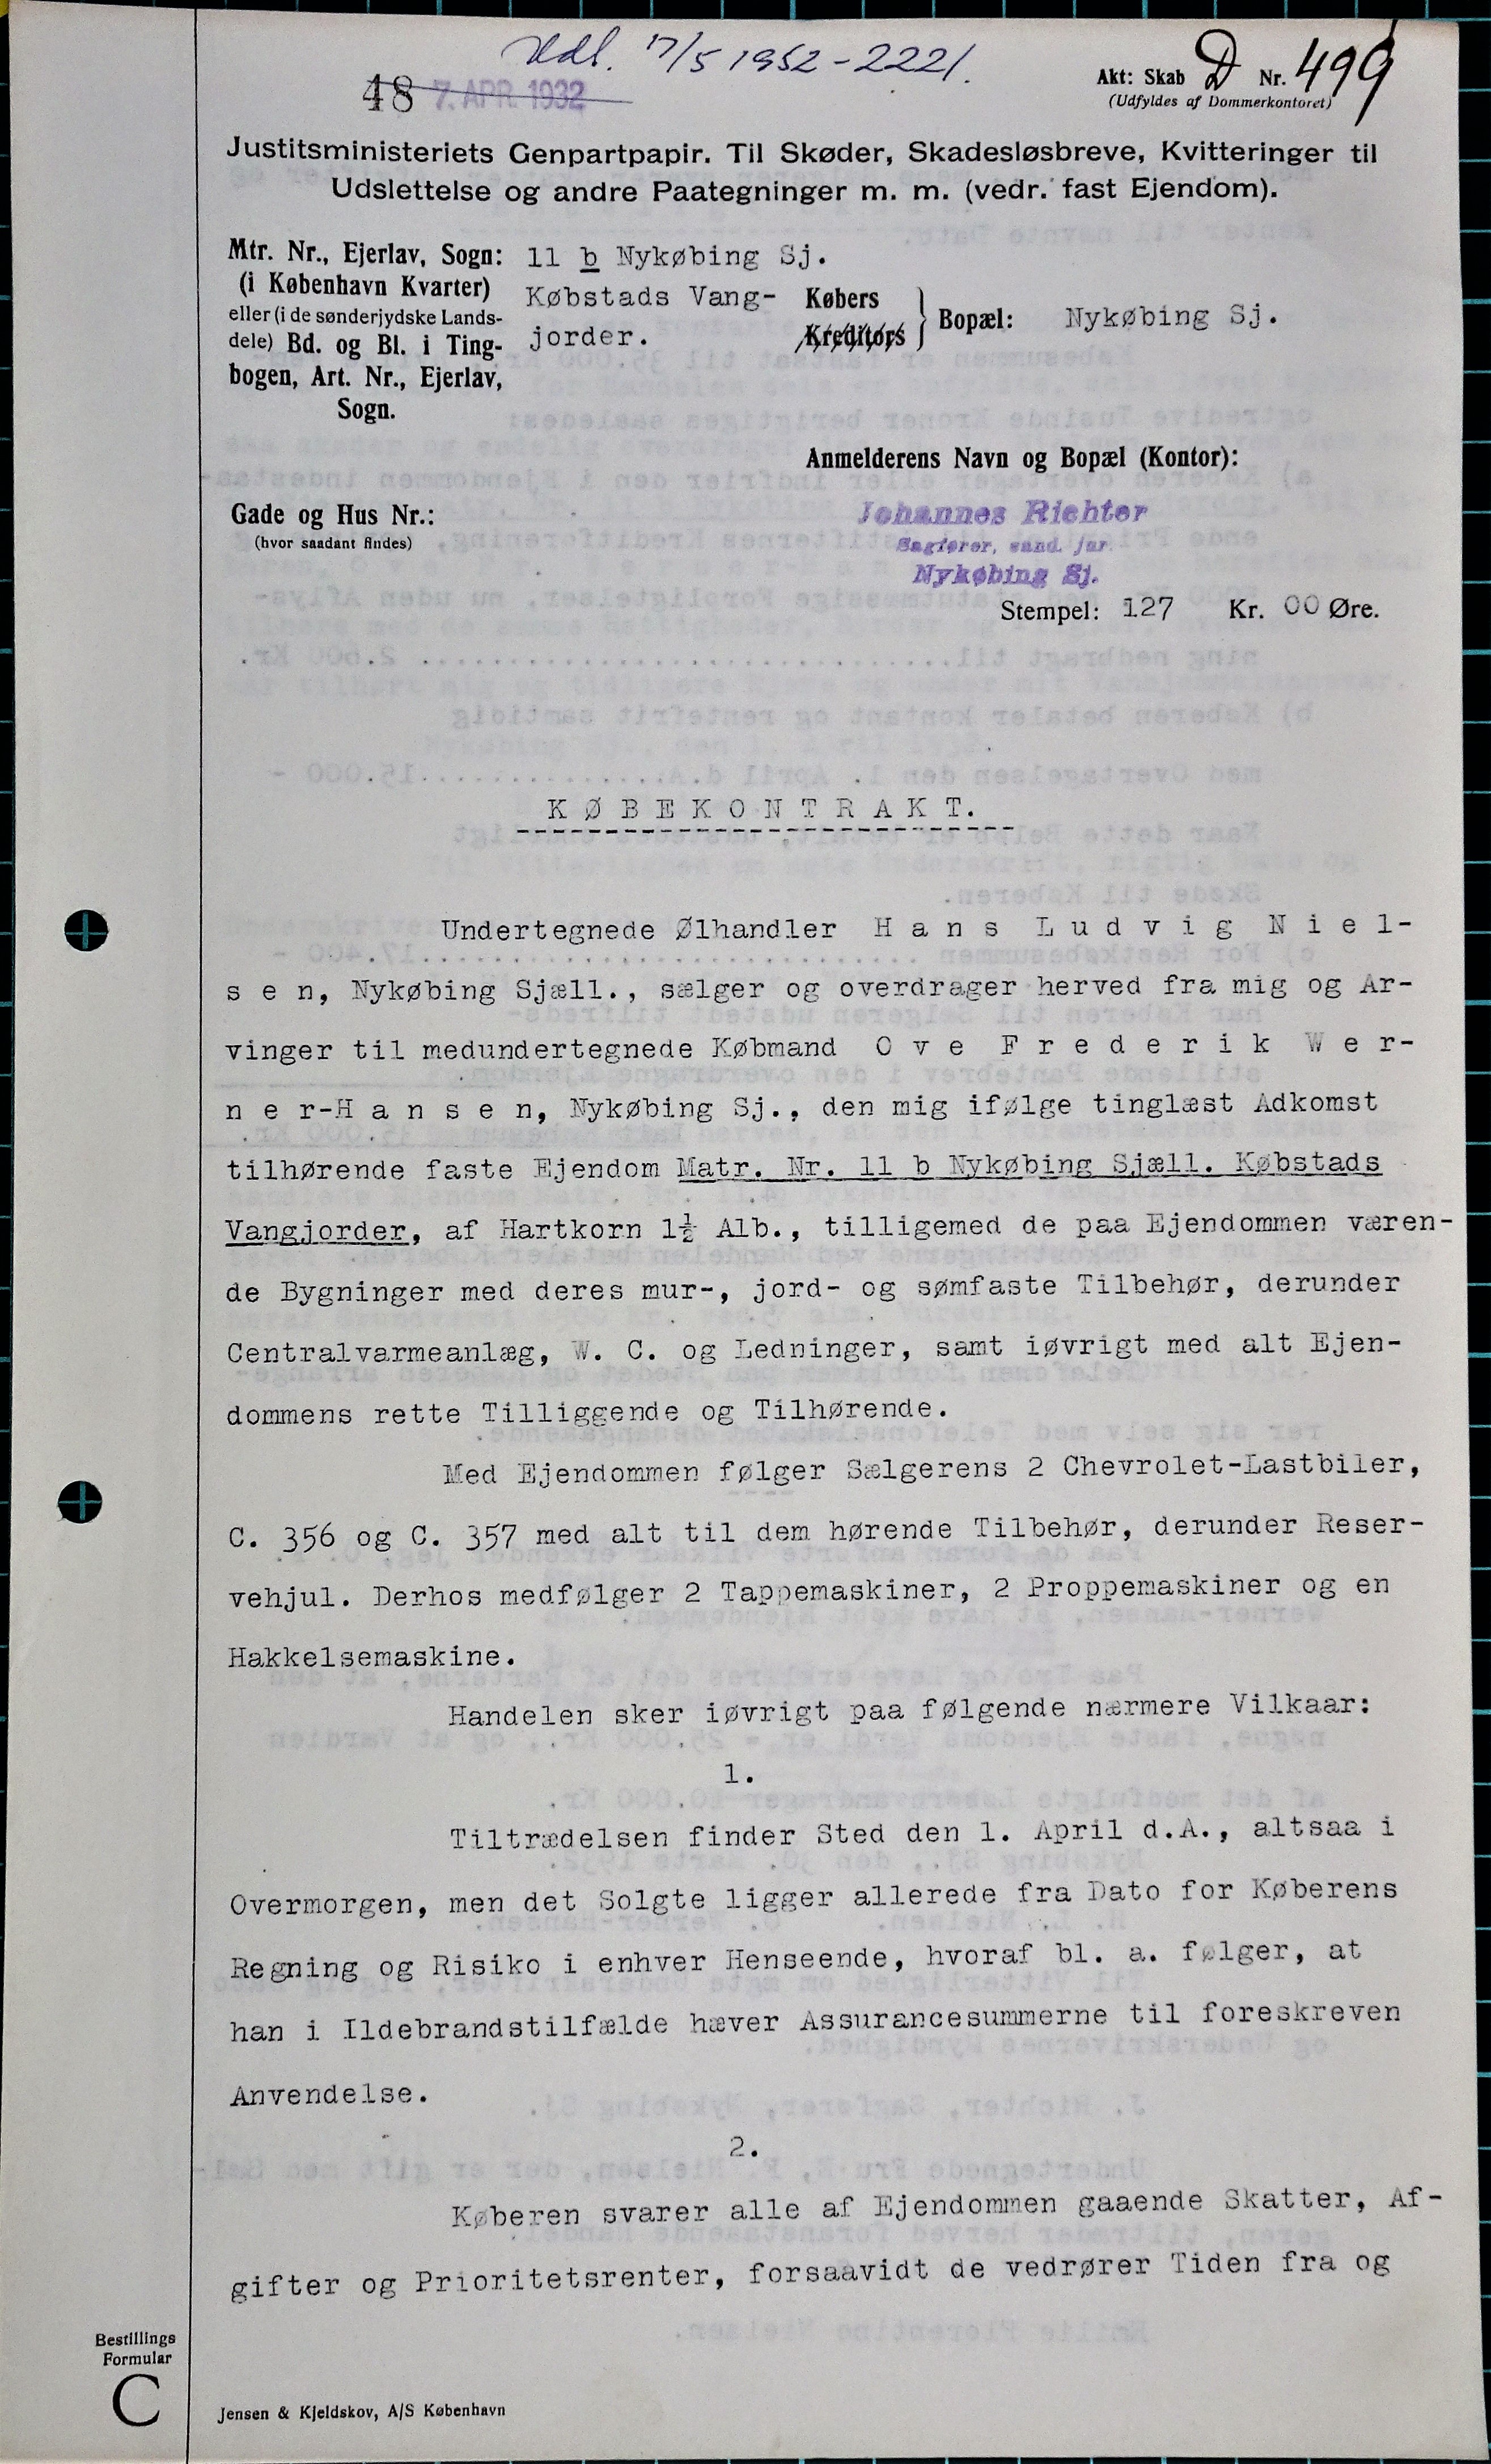 Udl. 17/5 1952-2221.
48 7. APR. 1932
Akt: Skab D Nr. 499
(Udfyldes af Dommerkontoret)
Justitsministeriets Genpartpapir. Til Skøder, Skadesløsbreve, Kvitteringer til
Udslettelse og andre Paategninger m. m. (vedr. fast Ejendom).
Mtr. Nr., Ejerlav, Sogn: 11 b Nykøbing Sj.
(i København Kvarter) Købstads Vang-
eller (i de sønderjydske Lands-
dele) Bd. og Bl. i Ting- jorder.
bogen, Art. Nr., Ejerlav,
Sogn.
Købers
Kreditors
Bopæl: Nykøbing Sj.
Anmelderens Navn og Bopæl (Kontor):
Gade og Hus Nr.:
(hvor saadant findes)
Johannes Richter
Sagfører, cand. jur.
Nykøbing Sj.
Stempel: 127 Kr. 00 Øre.
K Ø B E K O N T R A K T.
Undertegnede Ølhandler H a n s L u d v i g N i e l-
s e n, Nykøbing Sjæll., sælger og overdrager herved fra mig og Ar-
vinger til medundertegnede Købmand O v e F r e d e r i k W e r-
n e r-H a n s e n, Nykøbing Sj., den mig ifølge tinglæst Adkomst
tilhørende faste Ejendom Matr. Nr. 11 b Nykøbing Sjæll. Købstads
Vangjorder, af Hartkorn 1½ Alb., tilligemed de paa Ejendommen væren-
de Bygninger med deres mur-, jord- og sømfaste Tilbehør, derunder
Centralvarmeanlæg, W. C. og Ledninger, samt iøvrigt med alt Ejen-
dommens rette Tilliggende og Tilhørende.
Med Ejendommen følger Sælgerens 2 Chevrolet-Lastbiler,
C. 356 og C. 357 med alt til dem hørende Tilbehør, derunder Reser-
vehjul. Derhos medfølger 2 Tappemaskiner, 2 Proppemaskiner og en
Hakkelsemaskine.
Handelen sker iøvrigt paa følgende nærmere Vilkaar:
1.
Tiltrædelsen finder Sted den 1. April d.A., altsaa i
Overmorgen, men det Solgte ligger allerede fra Dato for Køberens
Regning og Risiko i enhver Henseende, hvoraf bl. a. følger, at
han i Ildebrandstilfælde hæver Assurancesummerne til foreskreven
Anvendelse.
2.
Køberen svarer alle af Ejendommen gaaende Skatter, Af-
gifter og Prioritetsrenter, forsaavidt de vedrører Tiden fra og
Bestillings
Formular
C
Jensen & Kjeldskov, A/S København